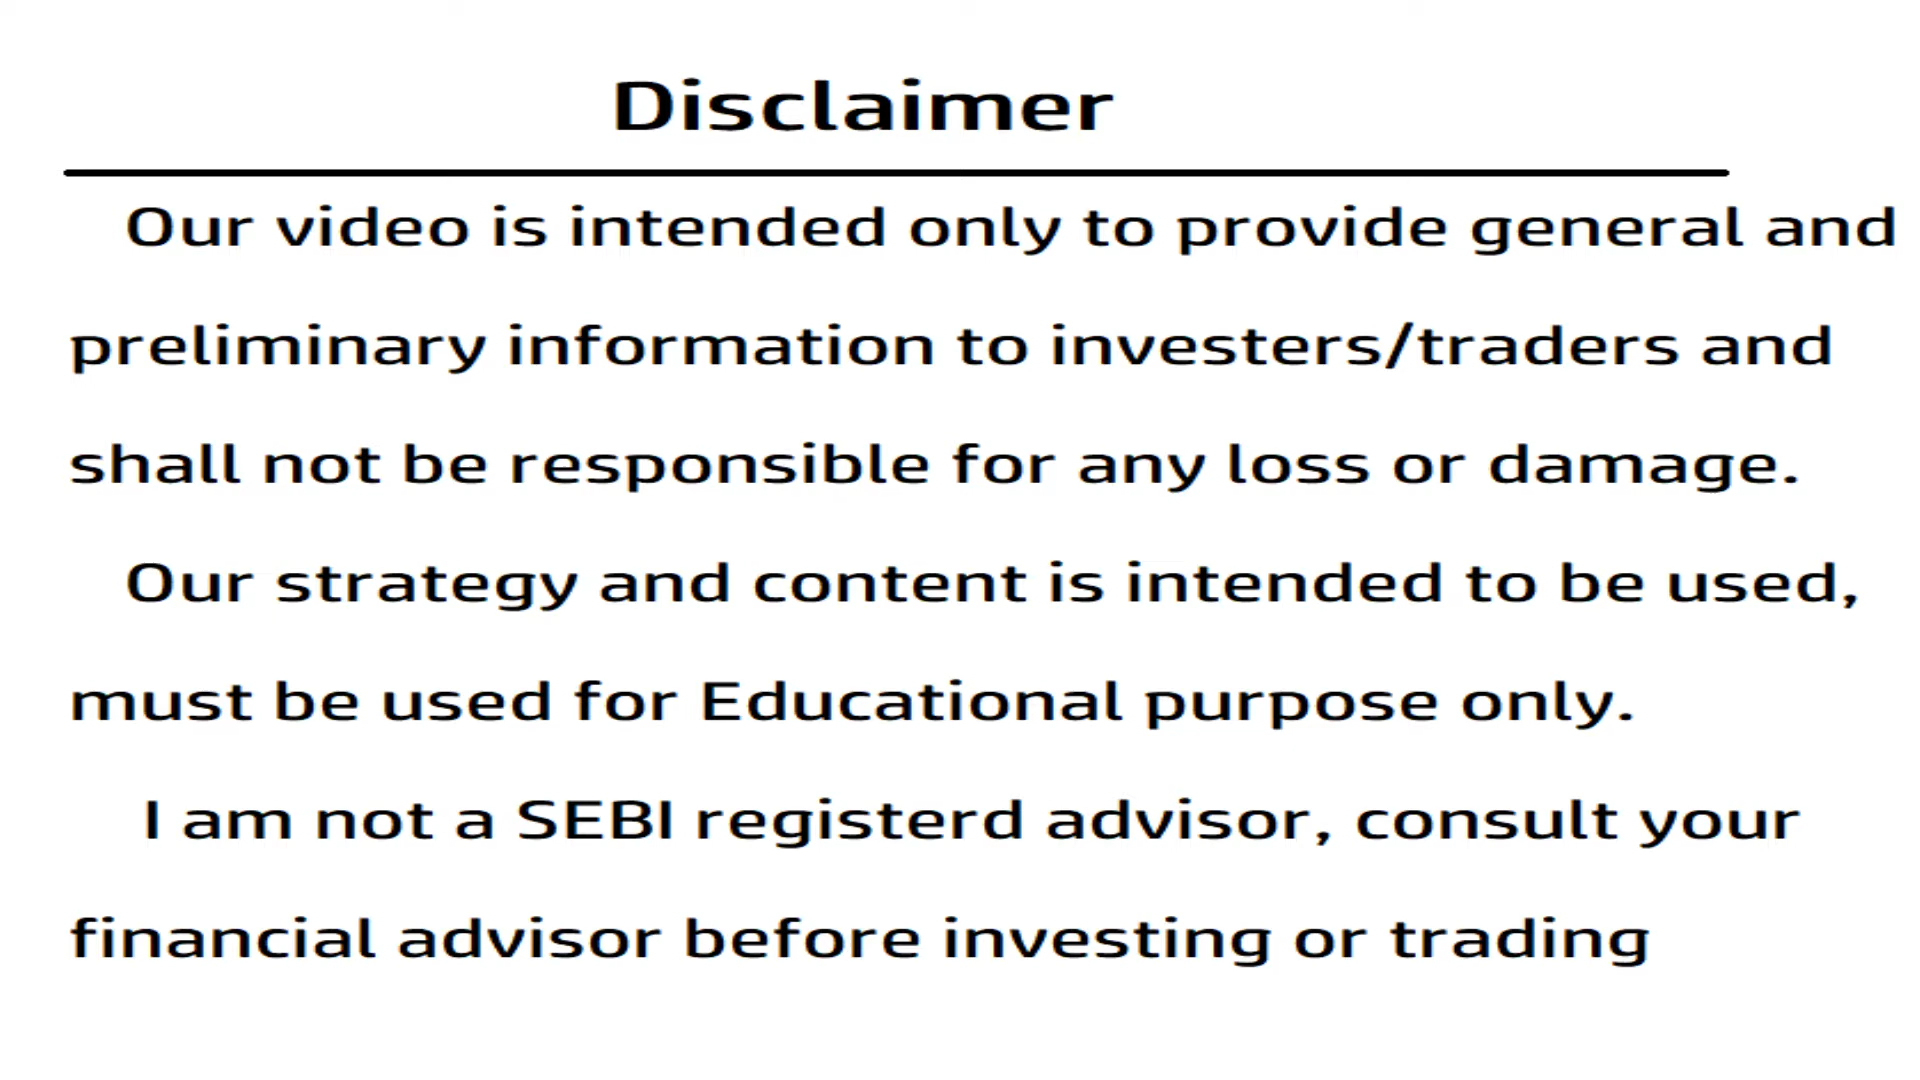 Disclaimer
Our video is intended only to provide general and
preliminary information to investers/traders and
shall not be responsible for any loss or damage.
Our strategy and content is intended to be used,
must be used for Educational purpose only.
I am not a SEBI registerd advisor, consult your
financial advisor before investing or trading